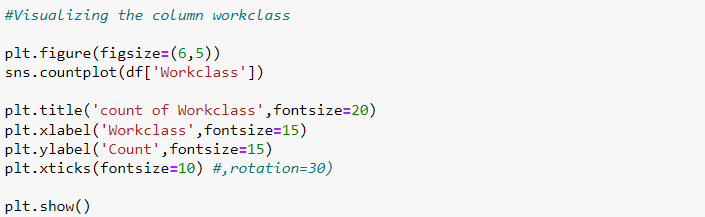 #Visualizing the column workclass
plt.figure(figsize=(6,5))
sns.countplot(df['Workclass'])
plt.title('count of Workclass',fontsize=20)
plt.xlabel('Workclass',fontsize=15)
plt.ylabel('Count',fontsize=15)
plt.xticks(fontsize=10) #,rotation=30)
plt.show()